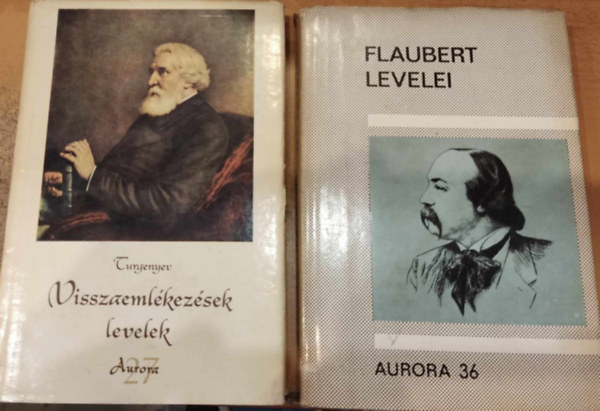 Turgenyev
Visszaemlékezések
levelek
Aurora
27
FLAUBERT
LEVELEI
AURORA 36